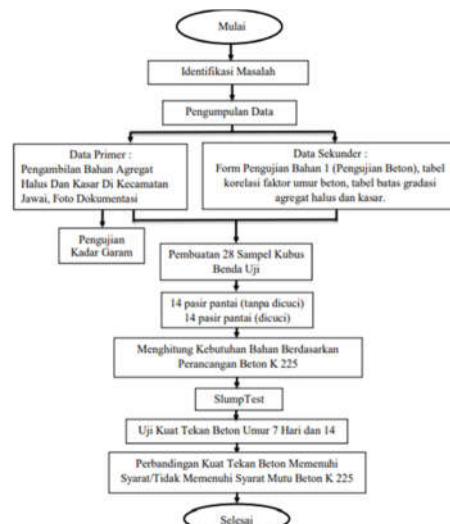 Mulai
Identifikasi Masalah
Pengumpulan Data
Data Primer :
Pengambilan Bahan Agregat
Halus Dan Kasar Di Kecamatan
Jawai, Foto Dokumentasi
Data Sekunder :
Form Pengujian Bahan 1 (Pengujian Beton), tabel
korelasi faktor umur beton, tabel batas gradasi
agregat halus dan kasar.
Pengujian
Kadar Garam
Pembuatan 28 Sampel Kubus
Benda Uji
14 pasir pantai (tanpa dicuci)
14 pasir pantai (dicuci)
Menghitung Kebutuhan Bahan Berdasarkan
Perancangan Beton K 225
SlumpTest
Uji Kuat Tekan Beton Umur 7 Hari dan 14
Perbandingan Kuat Tekan Beton Memenuhi
Syarat/Tidak Memenuhi Syarat Mutu Beton K 225
Selesai